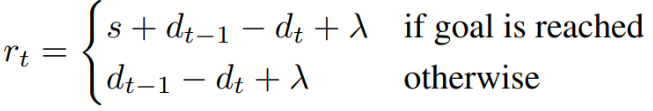 r_t = { s + d_{t-1} − d_t + λ if goal is reached
d_{t-1} − d_t + λ otherwise